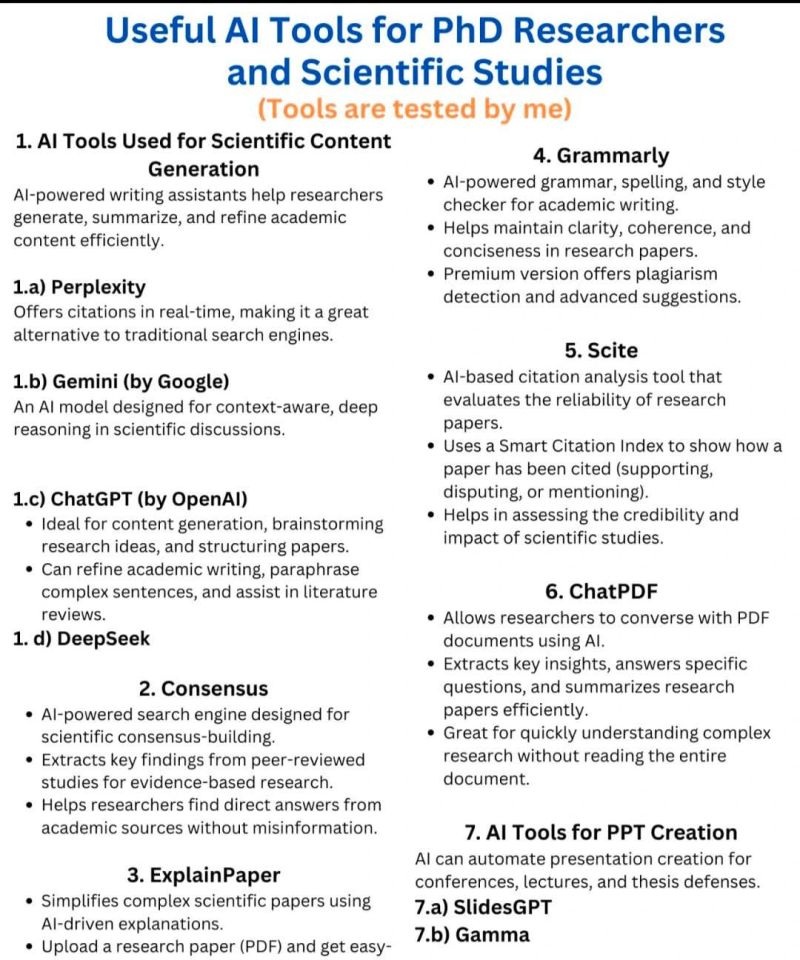 Useful AI Tools for PhD Researchers
and Scientific Studies
(Tools are tested by me)
1. AI Tools Used for Scientific Content
Generation
AI-powered writing assistants help researchers
generate, summarize, and refine academic
content efficiently.
1.a) Perplexity
Offers citations in real-time, making it a great
alternative to traditional search engines.
1.b) Gemini (by Google)
An AI model designed for context-aware, deep
reasoning in scientific discussions.
1.c) ChatGPT (by OpenAI)
• Ideal for content generation, brainstorming
research ideas, and structuring papers.
• Can refine academic writing, paraphrase
complex sentences, and assist in literature
reviews.
1. d) DeepSeek
2. Consensus
• AI-powered search engine designed for
scientific consensus-building.
• Extracts key findings from peer-reviewed
studies for evidence-based research.
• Helps researchers find direct answers from
academic sources without misinformation.
3. ExplainPaper
• Simplifies complex scientific papers using
AI-driven explanations.
• Upload a research paper (PDF) and get easy-
4. Grammarly
• AI-powered grammar, spelling, and style
checker for academic writing.
• Helps maintain clarity, coherence, and
conciseness in research papers.
• Premium version offers plagiarism
detection and advanced suggestions.
5. Scite
• AI-based citation analysis tool that
evaluates the reliability of research
papers.
• Uses a Smart Citation Index to show how a
paper has been cited (supporting,
disputing, or mentioning).
• Helps in assessing the credibility and
impact of scientific studies.
6. ChatPDF
• Allows researchers to converse with PDF
documents using AI.
• Extracts key insights, answers specific
questions, and summarizes research
papers efficiently.
• Great for quickly understanding complex
research without reading the entire
document.
7. AI Tools for PPT Creation
AI can automate presentation creation for
conferences, lectures, and thesis defenses.
7.a) SlidesGPT
7.b) Gamma